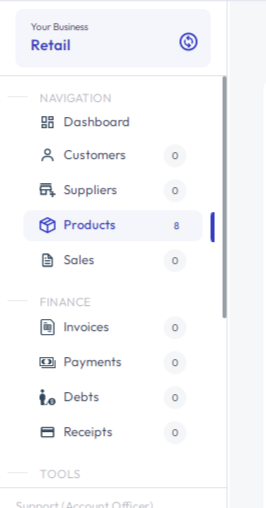 Your Business
Retail
NAVIGATION
Dashboard
Customers 0
Suppliers 0
Products 8
Sales 0
FINANCE
Invoices 0
Payments 0
Debts 0
Receipts 0
TOOLS
Support (Account Officer)